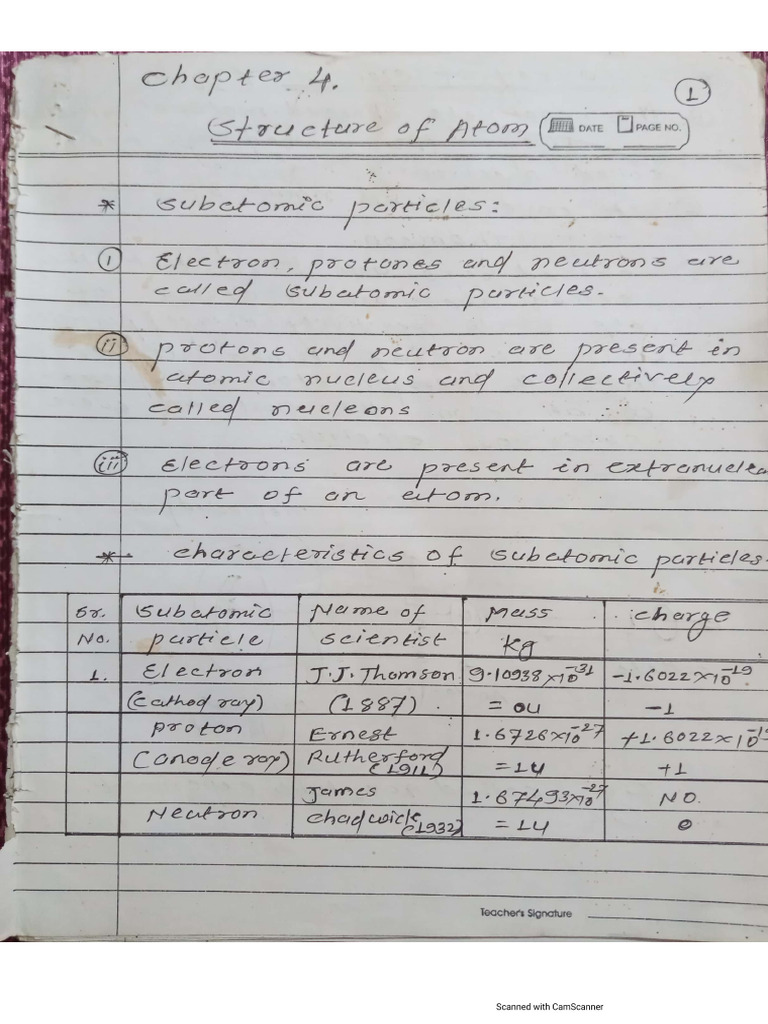 Chapter 4.
1
Structure of Atom
DATE PAGE NO.
* Subatomic particles:
i Electron, protones and neutrons are
called subatomic particles.
ii protons and neutron are present in
atomic nucleus and collectively
called nucleons
iii Electrons are present in extranuclea
part of an atom.
* characteristics of subatomic particles.
Sr. Subatomic Name of Mass charge
No. particle scientist Kg
1. Electron J.J. Thomson 9.10938×10⁻³¹ -1.6022×10⁻¹⁹
(cathod ray) (1887). = 0u -1
proton Ernest 1.6726×10⁻²⁷ +1.6022×10⁻¹
(anode ray) Rutherford (1911) = 1u +1
James 1.67493×10⁻²⁷ NO.
Neutron chadwick (1932) = 1u 0
Teacher's Signature
Scanned with CamScanner